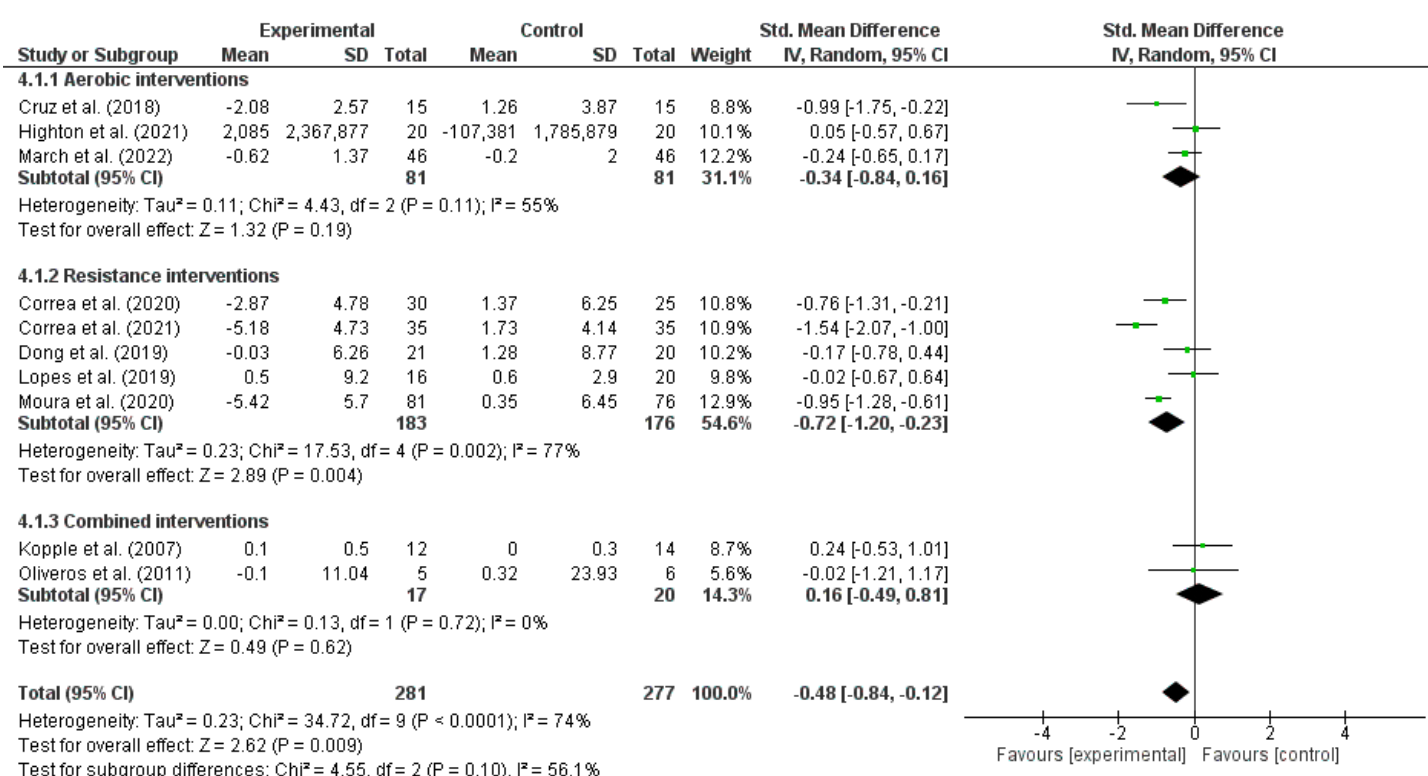 Experimental Control Std. Mean Difference Std. Mean Difference
Study or Subgroup Mean SD Total Mean SD Total Weight IV, Random, 95% CI IV, Random, 95% CI
4.1.1 Aerobic interventions
Cruz et al. (2018) -2.08 2.57 15 1.26 3.87 15 8.8% -0.99 [-1.75, -0.22]
Highton et al. (2021) 2,085 2,367,877 20 -107,381 1,785,879 20 10.1% 0.05 [-0.57, 0.67]
March et al. (2022) -0.62 1.37 46 -0.2 2 46 12.2% -0.24 [-0.65, 0.17]
Subtotal (95% CI) 81 81 31.1% -0.34 [-0.84, 0.16]
Heterogeneity: Tau² = 0.11; Chi² = 4.43, df = 2 (P = 0.11); I² = 55%
Test for overall effect: Z = 1.32 (P = 0.19)
4.1.2 Resistance interventions
Correa et al. (2020) -2.87 4.78 30 1.37 6.25 25 10.8% -0.76 [-1.31, -0.21]
Correa et al. (2021) -5.18 4.73 35 1.73 4.14 35 10.9% -1.54 [-2.07, -1.00]
Dong et al. (2019) -0.03 6.26 21 1.28 8.77 20 10.2% -0.17 [-0.78, 0.44]
Lopes et al. (2019) 0.5 9.2 16 0.6 2.9 20 9.8% -0.02 [-0.67, 0.64]
Moura et al. (2020) -5.42 5.7 81 0.35 6.45 76 12.9% -0.95 [-1.28, -0.61]
Subtotal (95% CI) 183 176 54.6% -0.72 [-1.20, -0.23]
Heterogeneity: Tau² = 0.23; Chi² = 17.53, df = 4 (P = 0.002); I² = 77%
Test for overall effect: Z = 2.89 (P = 0.004)
4.1.3 Combined interventions
Kopple et al. (2007) 0.1 0.5 12 0 0.3 14 8.7% 0.24 [-0.53, 1.01]
Oliveros et al. (2011) -0.1 11.04 5 0.32 23.93 6 5.6% -0.02 [-1.21, 1.17]
Subtotal (95% CI) 17 20 14.3% 0.16 [-0.49, 0.81]
Heterogeneity: Tau² = 0.00; Chi² = 0.13, df = 1 (P = 0.72); I² = 0%
Test for overall effect: Z = 0.49 (P = 0.62)
Total (95% CI) 281 277 100.0% -0.48 [-0.84, -0.12]
Heterogeneity: Tau² = 0.23; Chi² = 34.72, df = 9 (P < 0.0001); I² = 74%
Test for overall effect: Z = 2.62 (P = 0.009)
Test for subgroup differences: Chi² = 4.55, df = 2 (P = 0.10), I² = 56.1%
-4 -2 0 2 4
Favours [experimental] Favours [control]